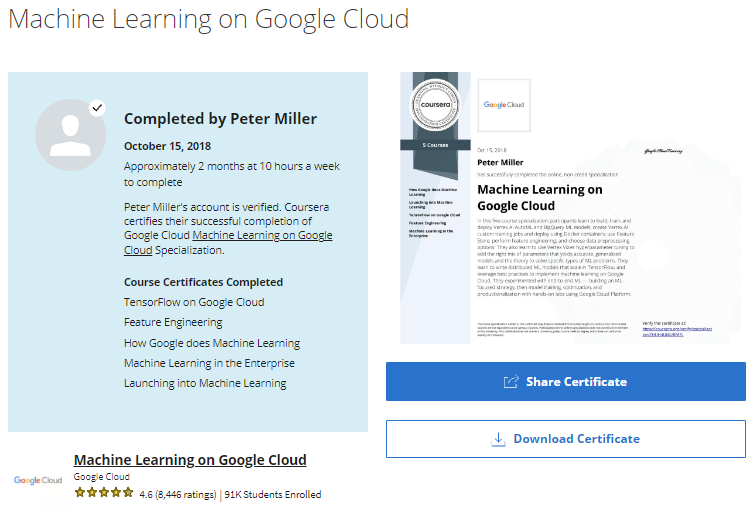 Machine Learning on Google Cloud
Completed by Peter Miller
October 15, 2018
Approximately 2 months at 10 hours a week
to complete
Peter Miller's account is verified. Coursera
certifies their successful completion of
Google Cloud Machine Learning on Google
Cloud Specialization.
Course Certificates Completed
TensorFlow on Google Cloud
Feature Engineering
How Google does Machine Learning
Machine Learning in the Enterprise
Launching into Machine Learning
Google Cloud
Machine Learning on Google Cloud
Google Cloud
4.6 (8,446 ratings) | 91K Students Enrolled
coursera
5 Courses
How Google does Machine
Learning
Launching into Machine
Learning
TensorFlow on Google Cloud
Feature Engineering
Machine Learning in the
Enterprise
Google Cloud
Oct 15, 2018
Peter Miller
has successfully completed the online, non-credit Specialization
Machine Learning on
Google Cloud
In this five-course specialization, participants learn to build, train, and
deploy Vertex AI AutoML and BigQuery ML models; create Vertex AI
custom training jobs and deploy using Docker containers; use Feature
Store; perform feature engineering; and choose data preprocessing
options. They also learn to use Vertex Vizier hyperparameter tuning to
add the right mix of parameters that yields accurate, generalized
models and the theory to solve specific types of ML problems. They
learn to write distributed ML models that scale in TensorFlow, and
leverage best practices to implement machine learning on Google
Cloud. They experimented with end-to-end ML -- building an ML
focused strategy, then model training, optimization, and
productionalization with hands-on labs using Google Cloud Platform.
Google Cloud Training
Verify this certificate at:
Share Certificate
Download Certificate